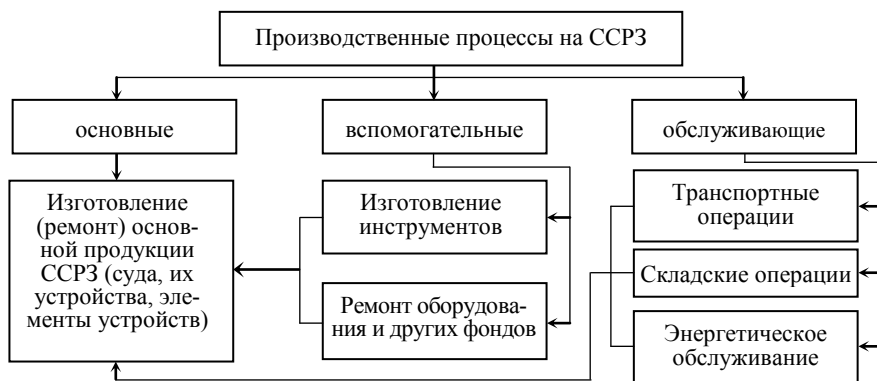 Производственные процессы на ССРЗ
основные
вспомогательные
обслуживающие
Изготовление
(ремонт) основ-
ной продукции
ССРЗ (суда, их
устройства, эле-
менты устройств)
Изготовление
инструментов
Ремонт оборудова-
ния и других фондов
Транспортные
операции
Складские операции
Энергетическое
обслуживание